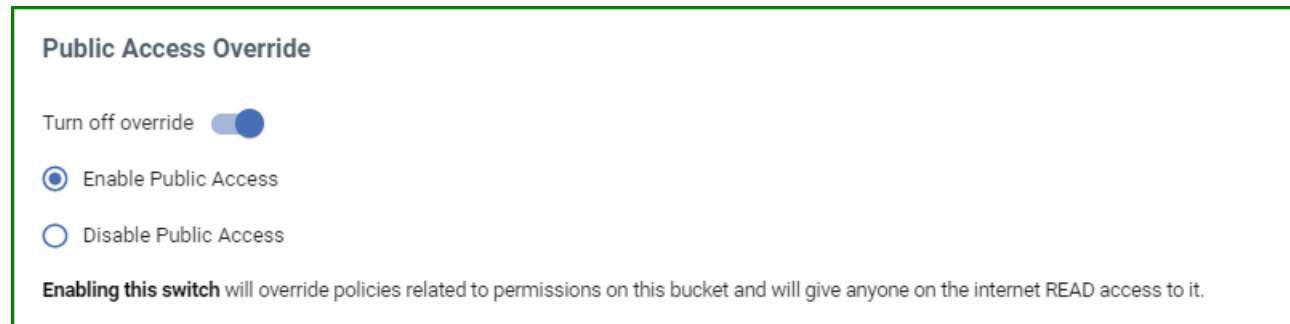 Public Access Override
Turn off override
Enable Public Access
Disable Public Access
Enabling this switch will override policies related to permissions on this bucket and will give anyone on the internet READ access to it.